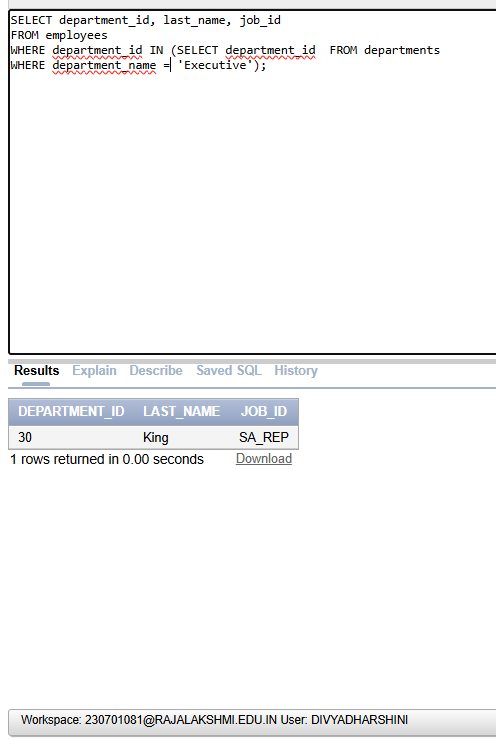 SELECT department_id, last_name, job_id
FROM employees
WHERE department_id IN (SELECT department_id  FROM departments
WHERE department_name = 'Executive');
Results Explain Describe Saved SQL History
DEPARTMENT_ID LAST_NAME JOB_ID
30 King SA_REP
1 rows returned in 0.00 seconds Download
Workspace: 230701081@RAJALAKSHMI.EDU.IN User: DIVYADHARSHINI